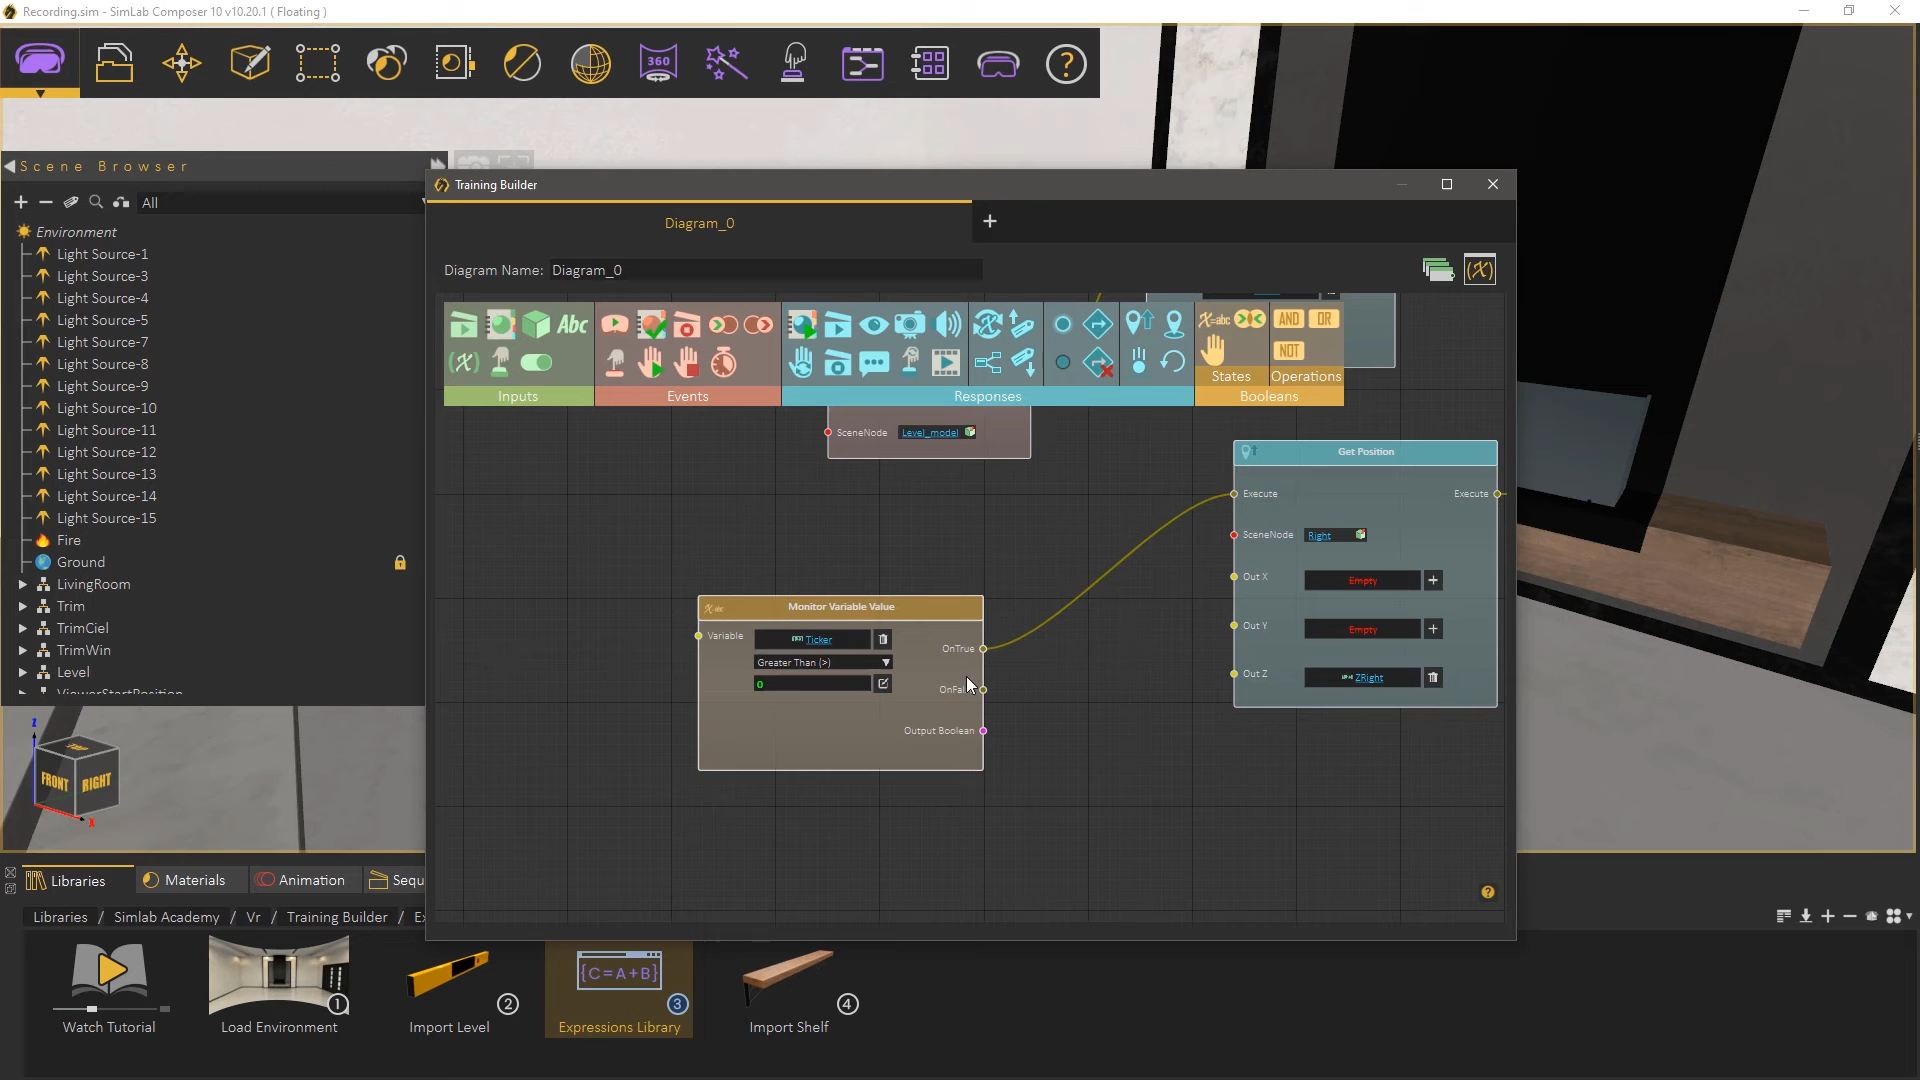 Recording.sim - SimLab Composer 10 v10.20.1 ( Floating )
360
Scene Browser
All
Environment
Light Source-1
Light Source-3
Light Source-4
Light Source-5
Light Source-7
Light Source-8
Light Source-9
Light Source-10
Light Source-11
Light Source-12
Light Source-13
Light Source-14
Light Source-15
Fire
Ground
LivingRoom
Trim
TrimCiel
TrimWin
Level
ViewerStartPosition
Training Builder
Diagram_0
Diagram Name: Diagram_0
(X)
Abc
(X)
X=abc
AND OR
NOT
States Operations
Inputs Events Responses Booleans
SceneNode Level_model
Get Position
Execute Execute
SceneNode Right
Out X Empty
Out Y Empty
Out Z ZRight
Monitor Variable Value
Variable Ticker
OnTrue
Greater Than (>)
0
Output Boolean
Z
TOP
FRONT RIGHT
X
Libraries Materials Animation Sequ
Libraries / Simlab Academy / Vr / Training Builder / Ex
{C=A+B}
1 2 3 4
Watch Tutorial Load Environment Import Level Expressions Library Import Shelf